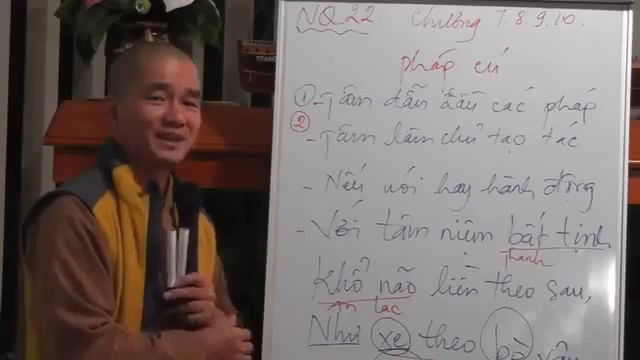 NQ.22. Chương 7.8.9.10.
pháp cú
① - Tâm dẫn đầu các pháp.
② - Tâm làm chủ tạo tác
- Nếu nói hay hành động
- Với tâm niệm bất tịnh
thanh
Khổ não liền theo sau,
an lạc
Như xe theo bò
TITAN